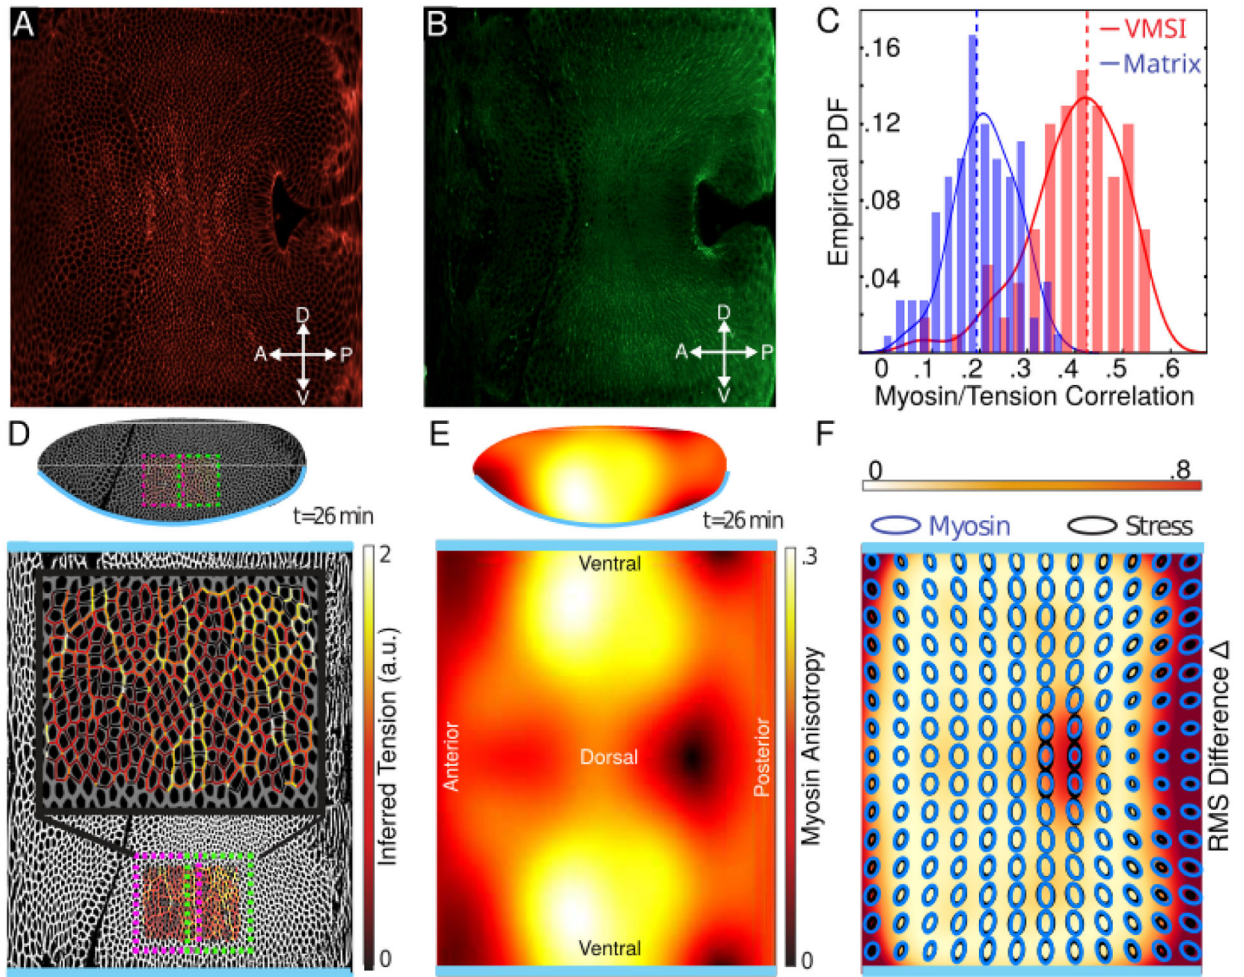 A
D
A
P
V
B
D
A
P
V
C
VMSI
Matrix
Empirical PDF
.16
.12
.08
.04
0
.1
.2
.3
.4
.5
.6
Myosin/Tension Correlation
D
t=26 min
2
Inferred Tension (a.u.)
0
E
t=26 min
Ventral
Anterior
Dorsal
Posterior
Ventral
.3
Myosin Anisotropy
0
F
0
.8
Myosin
Stress
RMS Difference Δ